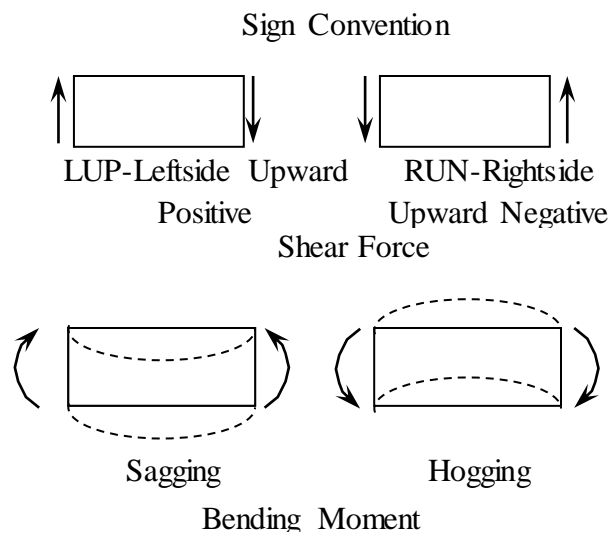 Sign Convention
LUP-Leftside Upward
Positive
RUN-Rightside
Upward Negative
Shear Force
Sagging
Hogging
Bending Moment